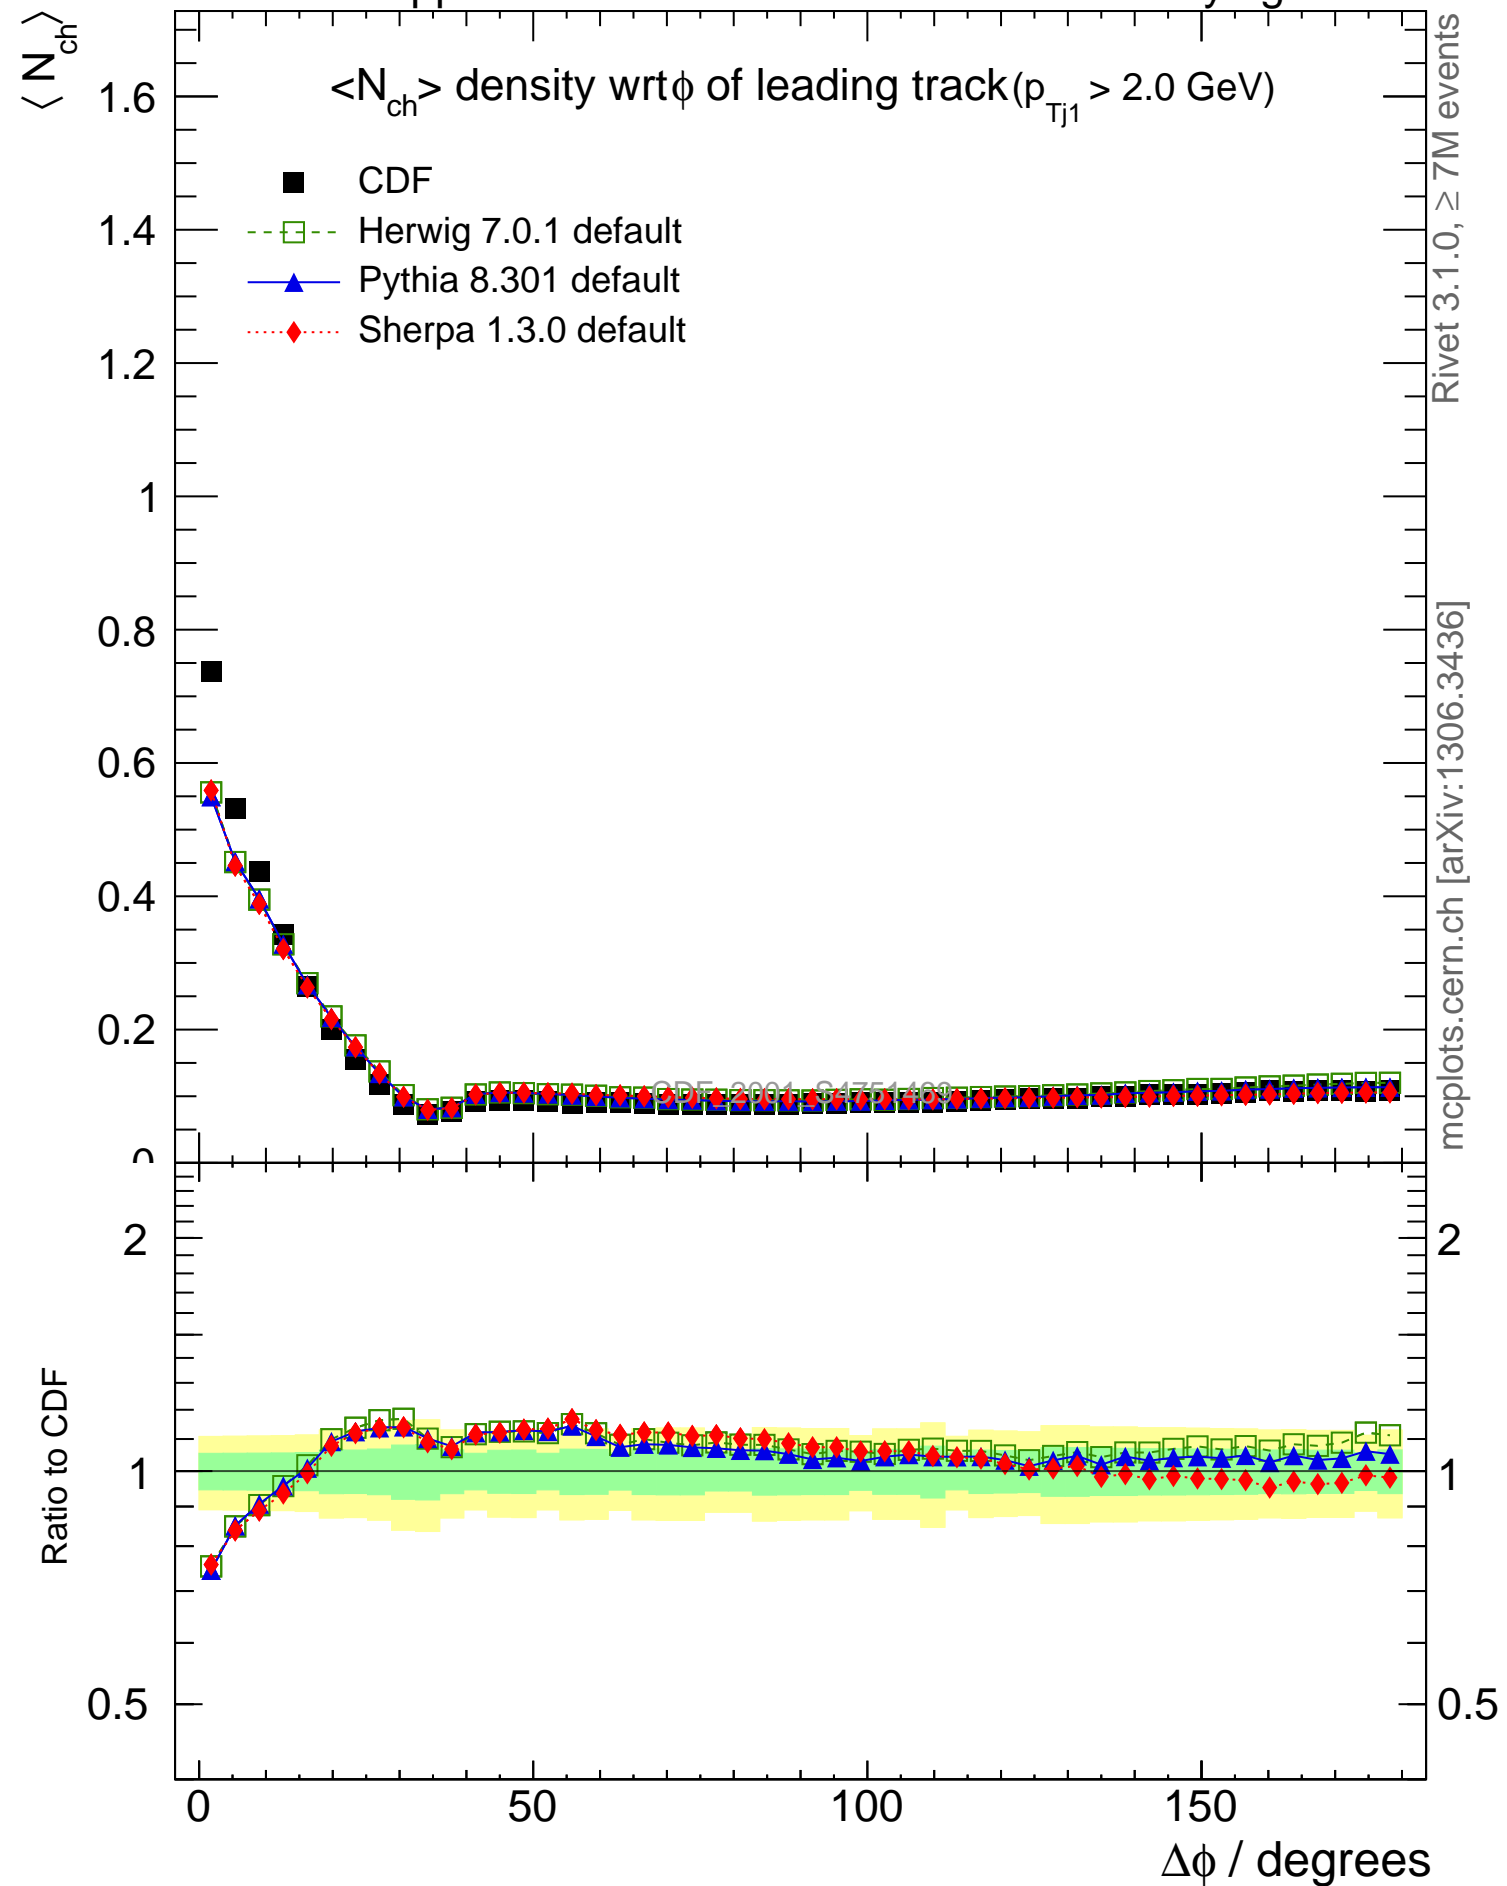 ⟨ N_ch ⟩
<N_ch> density wrt ϕ of leading track (p_Tj1 > 2.0 GeV)
CDF
Herwig 7.0.1 default
Pythia 8.301 default
Sherpa 1.3.0 default
1.6
1.4
1.2
1
0.8
0.6
0.4
0.2
0
CDF_2001_S4751469
Rivet 3.1.0, ≥ 7M events
mcplots.cern.ch [arXiv:1306.3436]
Ratio to CDF
2
1
0.5
2
1
0.5
0 50 100 150
Δϕ / degrees